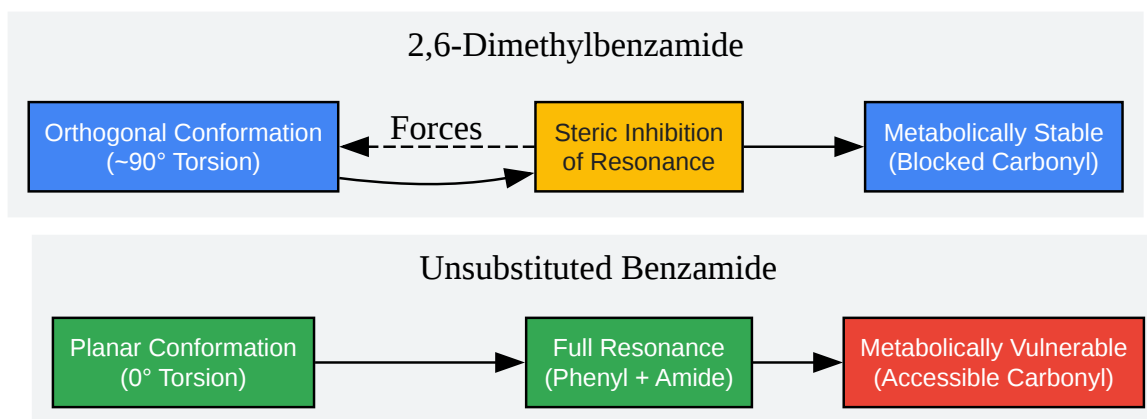 2,6-Dimethylbenzamide
Orthogonal Conformation
(~90° Torsion)
Forces
Steric Inhibition
of Resonance
Metabolically Stable
(Blocked Carbonyl)
Unsubstituted Benzamide
Planar Conformation
(0° Torsion)
Full Resonance
(Phenyl + Amide)
Metabolically Vulnerable
(Accessible Carbonyl)